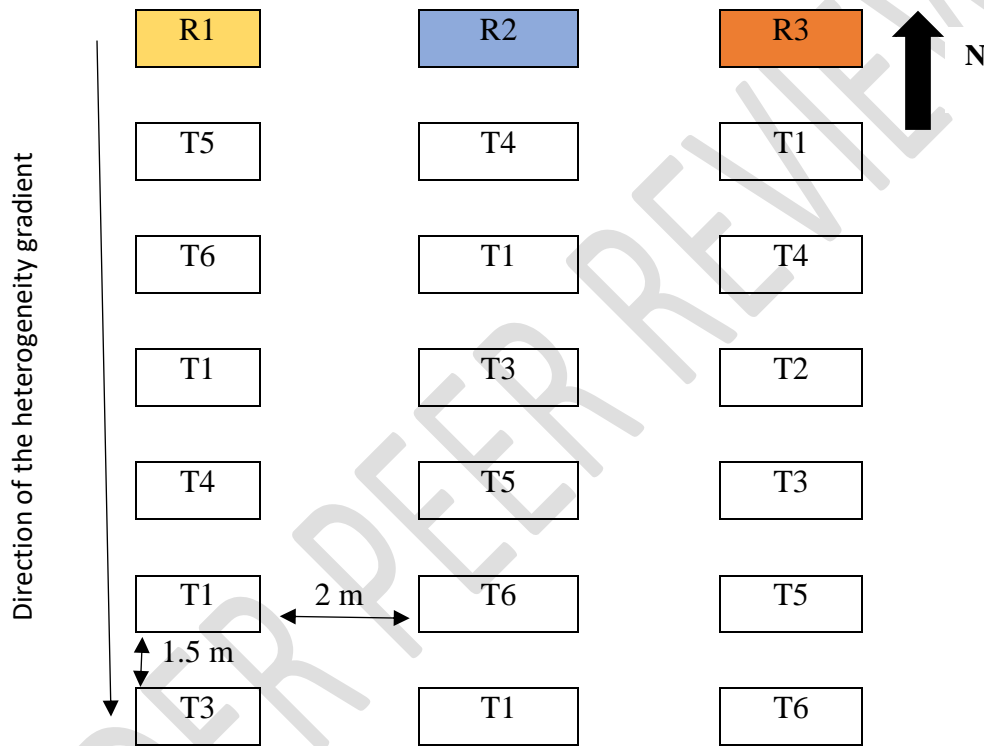 R1 R2 R3
N
T5 T4 T1
T6 T1 T4
Direction of the heterogeneity gradient
T1 T3 T2
T4 T5 T3
T1 2 m T6 T5
1.5 m
T3 T1 T6
PEER REVIEW